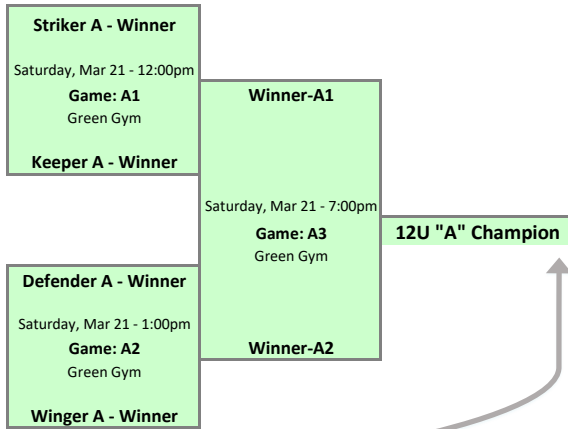 Striker A - Winner
Saturday, Mar 21 - 12:00pm
Game: A1
Green Gym
Keeper A - Winner
Winner-A1
Saturday, Mar 21 - 7:00pm
Game: A3
Green Gym
Winner-A2
12U "A" Champion
Defender A - Winner
Saturday, Mar 21 - 1:00pm
Game: A2
Green Gym
Winger A - Winner